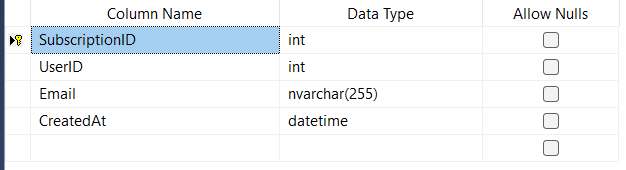 Column Name Data Type Allow Nulls
SubscriptionID int
UserID int
Email nvarchar(255)
CreatedAt datetime